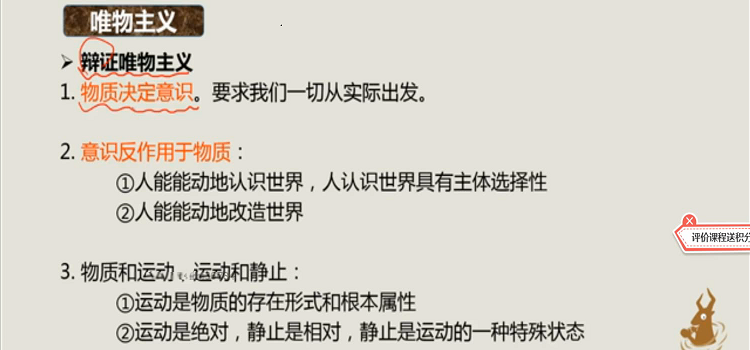 唯物主义
➢ 辩证唯物主义
1. 物质决定意识。要求我们一切从实际出发。
2. 意识反作用于物质：
①人能能动地认识世界，人认识世界具有主体选择性
②人能能动地改造世界
评价课程送积分
3. 物质和运动、运动和静止：
①运动是物质的存在形式和根本属性
②运动是绝对，静止是相对，静止是运动的一种特殊状态